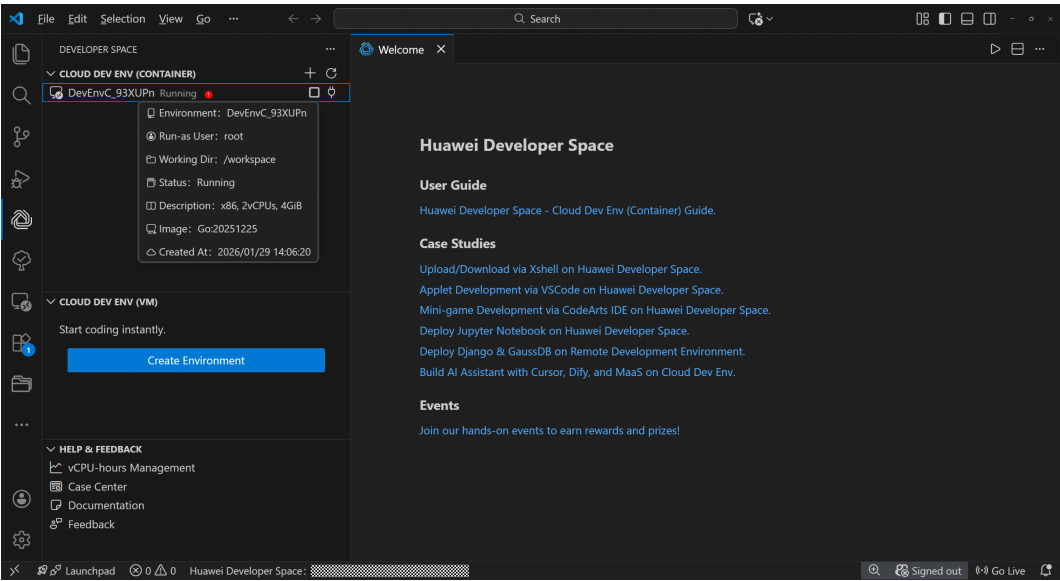 File Edit Selection View Go ··· Search
DEVELOPER SPACE
Welcome
CLOUD DEV ENV (CONTAINER)
DevEnvC_93XUPn Running
Environment: DevEnvC_93XUPn
Run-as User: root
Working Dir: /workspace
Status: Running
Description: x86, 2vCPUs, 4GiB
Image: Go:20251225
Created At: 2026/01/29 14:06:20
CLOUD DEV ENV (VM)
Start coding instantly.
Create Environment
1
HELP & FEEDBACK
vCPU-hours Management
Case Center
Documentation
Feedback
Huawei Developer Space
User Guide
Huawei Developer Space - Cloud Dev Env (Container) Guide.
Case Studies
Upload/Download via Xshell on Huawei Developer Space.
Applet Development via VSCode on Huawei Developer Space.
Mini-game Development via CodeArts IDE on Huawei Developer Space.
Deploy Jupyter Notebook on Huawei Developer Space.
Deploy Django & GaussDB on Remote Development Environment.
Build AI Assistant with Cursor, Dify, and MaaS on Cloud Dev Env.
Events
Join our hands-on events to earn rewards and prizes!
Launchpad 0 0 Huawei Developer Space: Signed out Go Live